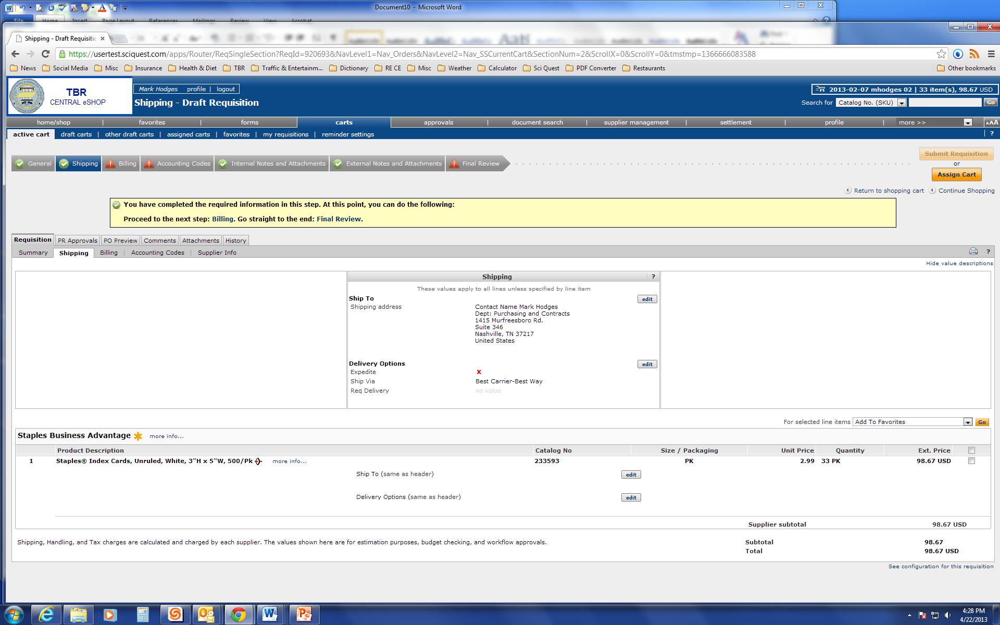 Document10 - Microsoft Word
File Home Insert Page Layout References Mailings Review View Acrobat
Shipping - Draft Requisitic
https://usertest.sciquest.com/apps/Router/ReqSingleSection?ReqId=920693&NavLevel1=Nav_Orders&NavLevel2=Nav_SSCurrentCart&SectionNum=2&ScrollX=0&ScrollY=0&tmstmp=1366666083588
News Social Media Misc Insurance Health & Diet TBR Traffic & Entertainm... Dictionary RE CE Misc Weather Calculator Sci Quest PDF Converter Restaurants Other bookmarks
TBR
CENTRAL eSHOP
Mark Hodges profile | logout
Shipping - Draft Requisition
2013-02-07 mhodges 02 | 33 item(s), 98.67 USD
Search for Catalog No. (SKU) Go
home/shop | favorites | forms carts approvals | document search | supplier management | settlement | profile | more >> AAA
active cart draft carts | other draft carts | assigned carts | favorites | my requisitions | reminder settings | ?
General Shipping Billing Accounting Codes Internal Notes and Attachments External Notes and Attachments Final Review
Submit Requisition
or
Assign Cart
Return to shopping cart Continue Shopping
You have completed the required information in this step. At this point, you can do the following:
Proceed to the next step: Billing. Go straight to the end: Final Review.
Requisition PR Approvals PO Preview Comments Attachments History
Summary Shipping Billing | Accounting Codes | Supplier Info ?
Hide value descriptions
Shipping ?
These values apply to all lines unless specified by line item
Ship To edit
Shipping address Contact Name Mark Hodges
Dept: Purchasing and Contracts
1415 Murfreesboro Rd.
Suite 346
Nashville, TN 37217
United States
Delivery Options edit
Expedite
Ship Via Best Carrier-Best Way
Req Delivery no value
For selected line items Add To Favorites Go
Staples Business Advantage more info...
Product Description Catalog No Size / Packaging Unit Price Quantity Ext. Price
1 Staples® Index Cards, Unruled, White, 3"H x 5"W, 500/Pk more info... 233593 PK 2.99 33 PK 98.67 USD
Ship To (same as header) edit
Delivery Options (same as header) edit
Supplier subtotal 98.67 USD
Shipping, Handling, and Tax charges are calculated and charged by each supplier. The values shown here are for estimation purposes, budget checking, and workflow approvals.
Subtotal 98.67
Total 98.67 USD
See configuration for this requisition
4:28 PM
4/22/2013